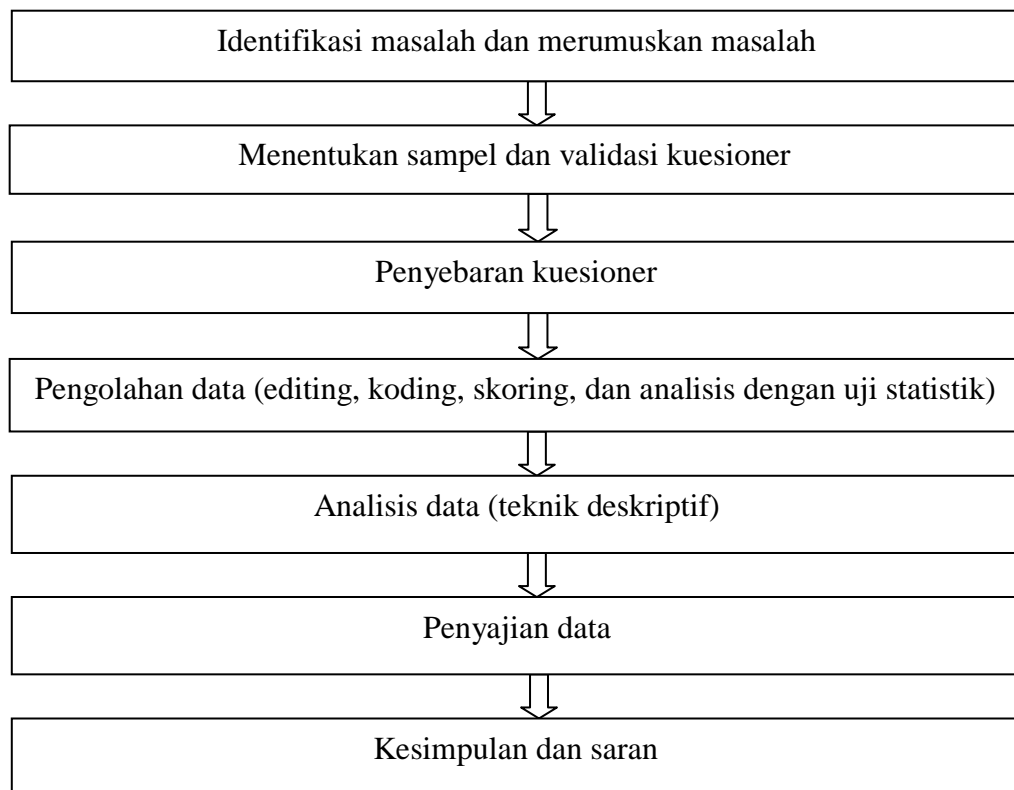 Identifikasi masalah dan merumuskan masalah
Menentukan sampel dan validasi kuesioner
Penyebaran kuesioner
Pengolahan data (editing, koding, skoring, dan analisis dengan uji statistik)
Analisis data (teknik deskriptif)
Penyajian data
Kesimpulan dan saran